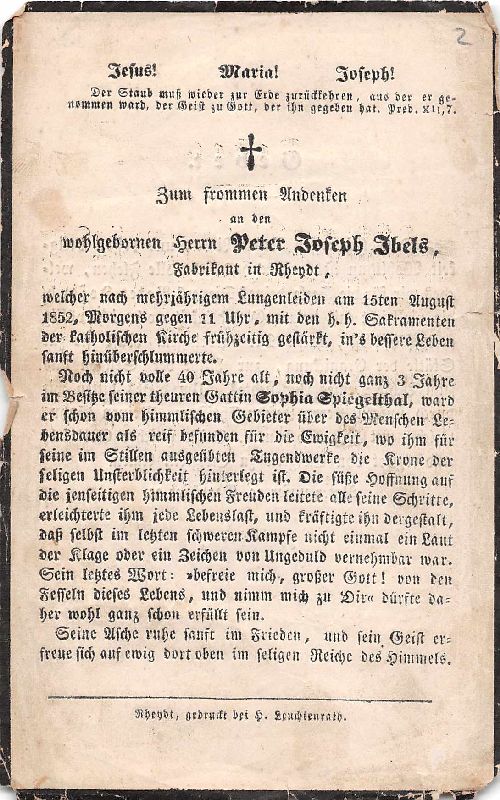 2
Jesus! Maria! Joseph!
Der Staub muß wieder zur Erde zurückkehren, aus der er ge-
nommen ward, der Geist zu Gott, der ihn gegeben hat. Pred. XII, 7.
Zum frommen Andenken
an den
wohlgebornen Herrn Peter Joseph Ibels,
Fabrikant in Rheydt,
welcher nach mehrjährigem Lungenleiden am 15ten August
1852, Morgens gegen 11 Uhr, mit den h. h. Sakramenten
der katholischen Kirche frühzeitig gestärkt, in's bessere Leben
sanft hinüberschlummerte.
Noch nicht volle 40 Jahre alt, noch nicht ganz 3 Jahre
im Besitze seiner theuren Gattin Sophia Spiegelthal, ward
er schon vom himmlischen Gebieter über des Menschen Le-
bensdauer als reif befunden für die Ewigkeit, wo ihm für
seine im Stillen ausgeübten Tugendwerke die Krone der
seligen Unsterblichkeit hinterlegt ist. Die süße Hoffnung auf
die jenseitigen himmlischen Freuden leitete alle seine Schritte,
erleichterte ihm jede Lebenslast, und kräftigte ihn dergestalt,
daß selbst im letzten schweren Kampfe nicht einmal ein Laut
der Klage oder ein Zeichen von Ungeduld vernehmbar war.
Sein letztes Wort: »befreie mich, großer Gott! von den
Fesseln dieses Lebens, und nimm mich zu Dir« dürfte da-
her wohl ganz schon erfüllt sein.
Seine Asche ruhe sanft im Frieden, und sein Geist er-
freue sich auf ewig dort oben im seligen Reiche des Himmels.
Rheydt, gedruckt bei H. Leuchtenrath.